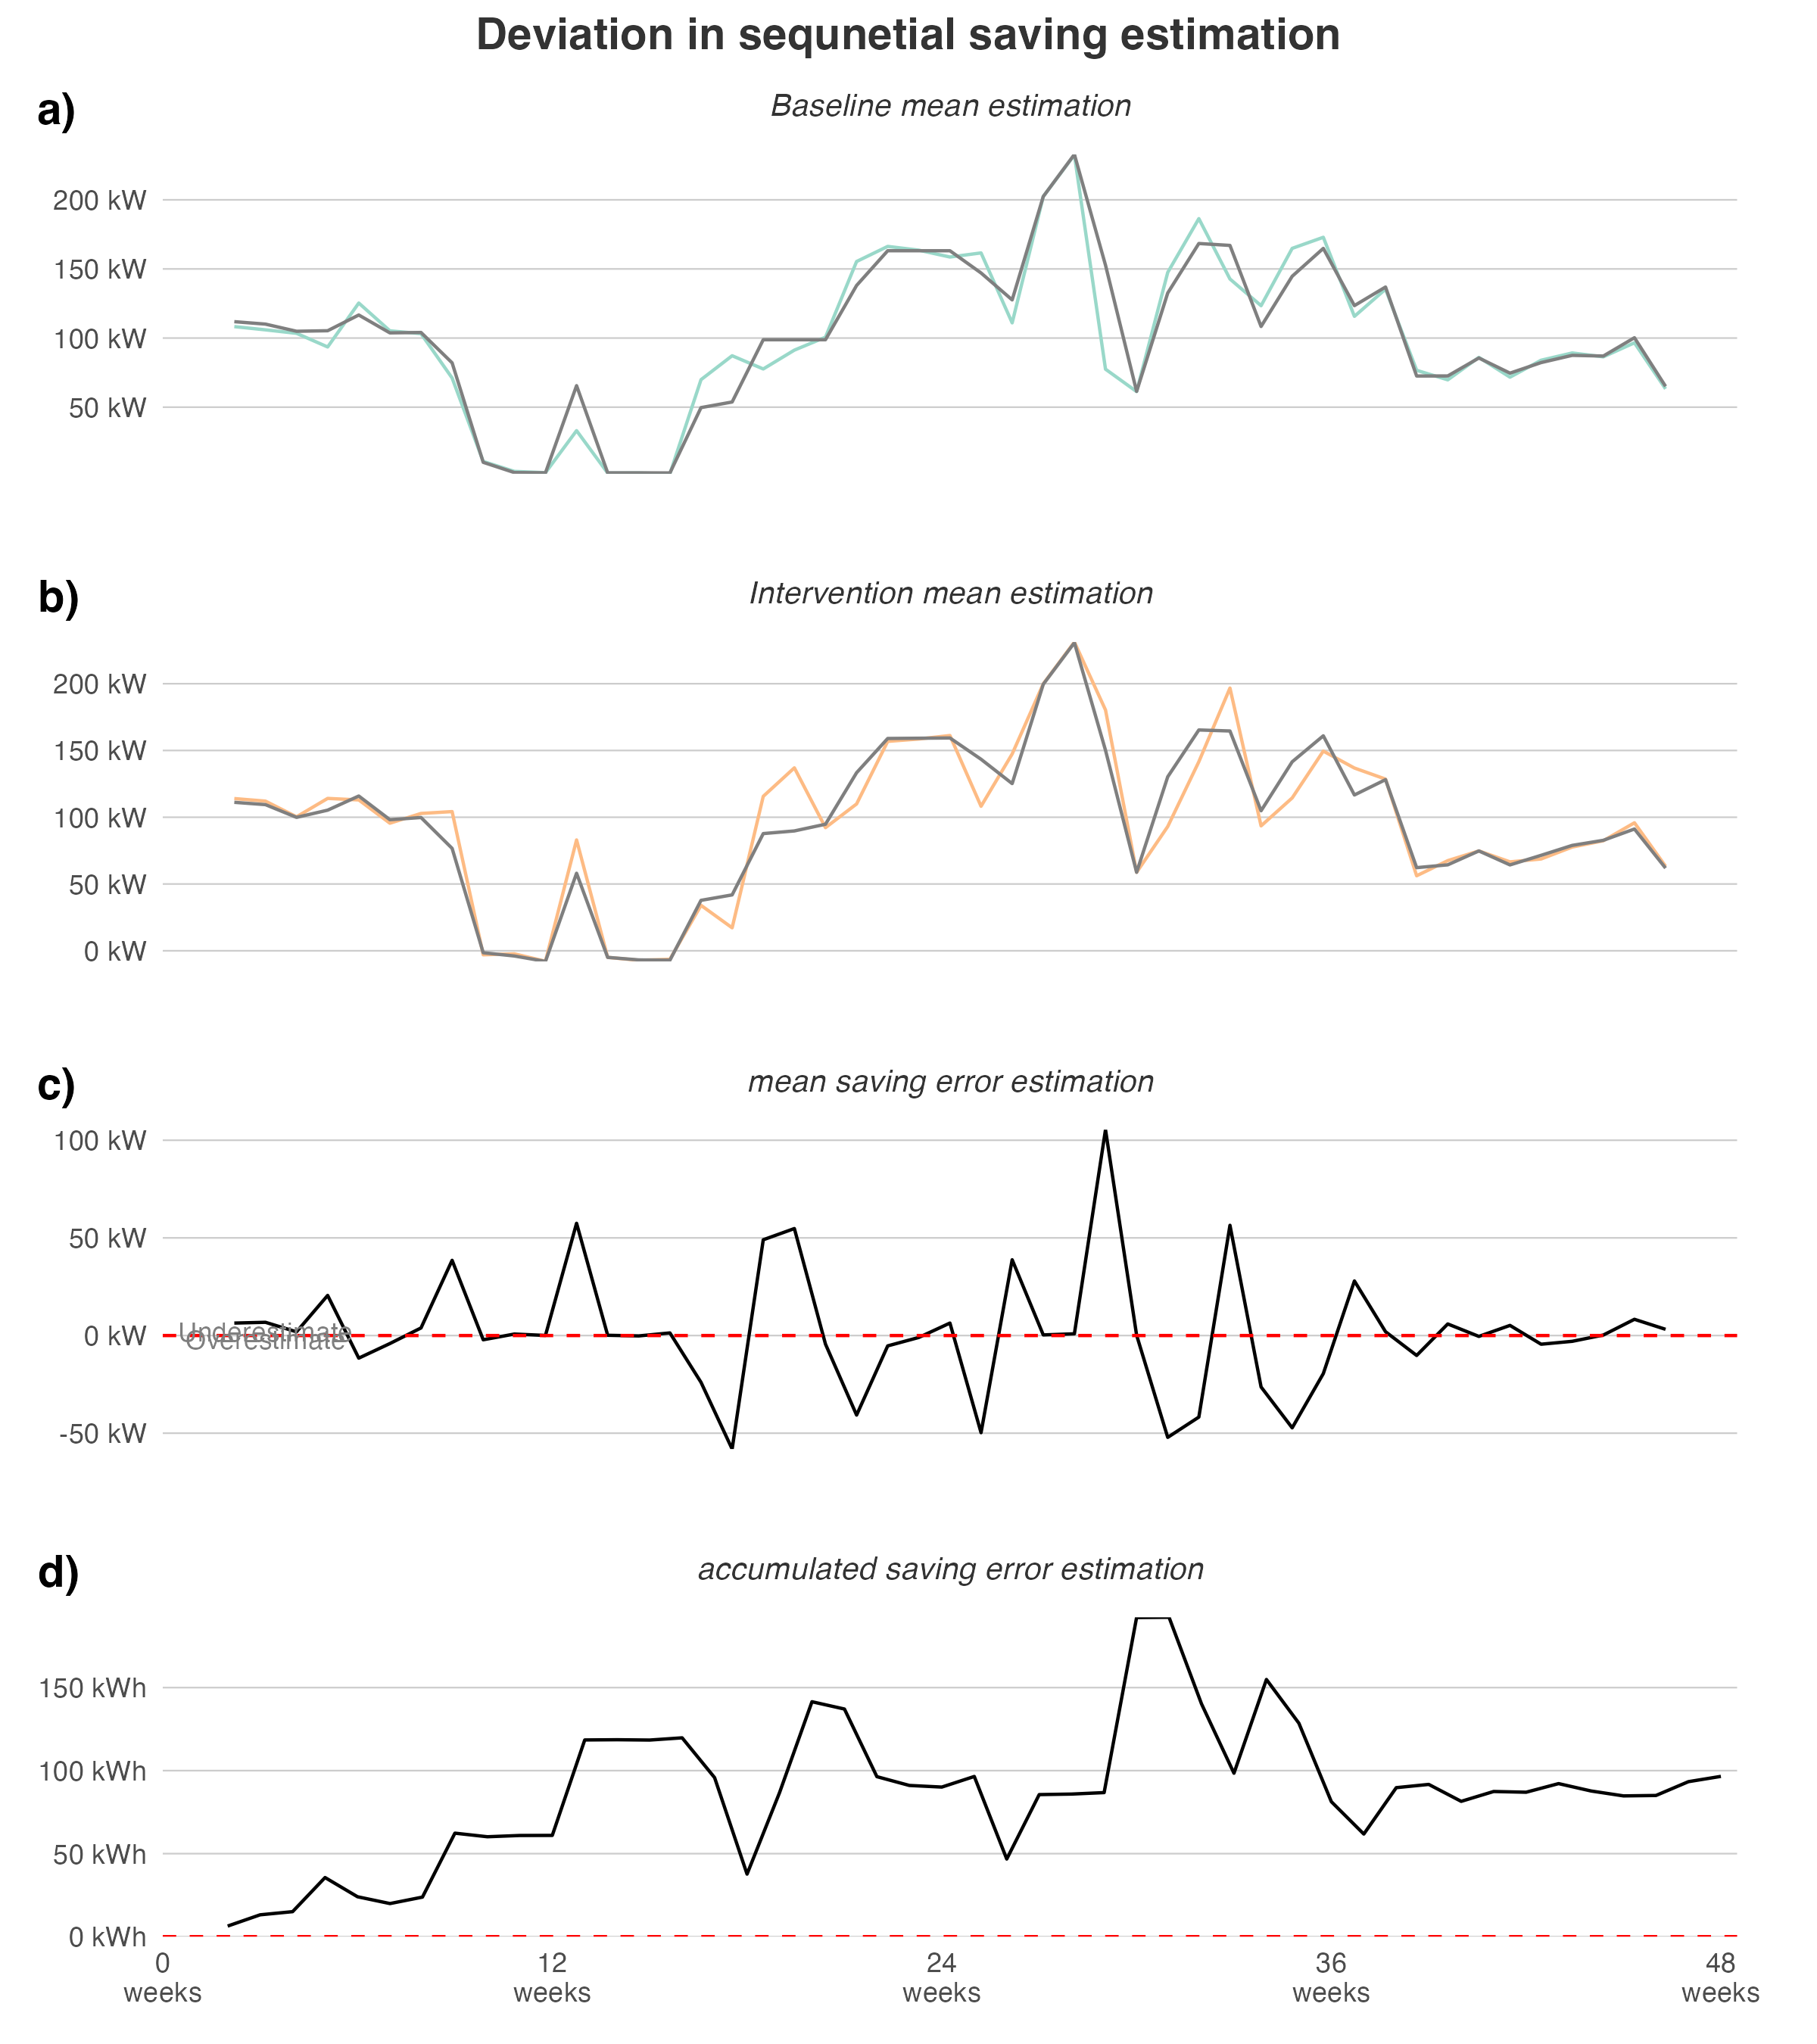 Deviation in sequnetial saving estimation
a)
Baseline mean estimation
200 kW
150 kW
100 kW
50 kW
b)
Intervention mean estimation
200 kW
150 kW
100 kW
50 kW
0 kW
c)
mean saving error estimation
100 kW
50 kW
Underestimate
0 kW
Overestimate
-50 kW
d)
accumulated saving error estimation
150 kWh
100 kWh
50 kWh
0 kWh
0 12 24 36 48
weeks weeks weeks weeks weeks